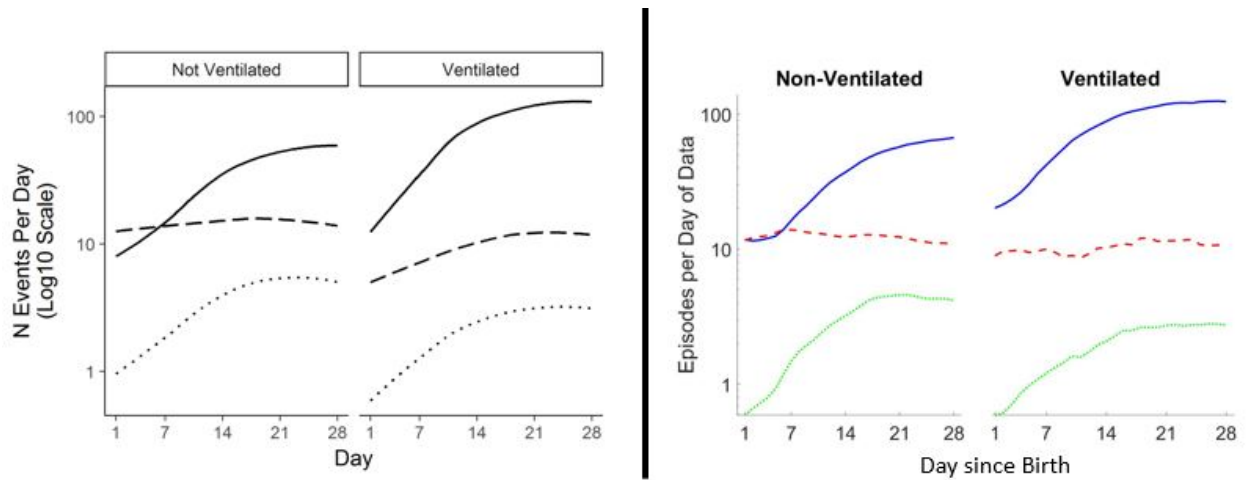 Not Ventilated
Ventilated
N Events Per Day
(Log10 Scale)
100
10
1
1 7 14 21 28
1 7 14 21 28
Day
Non-Ventilated
Ventilated
Episodes per Day of Data
100
10
1
1 7 14 21 28
1 7 14 21 28
Day since Birth